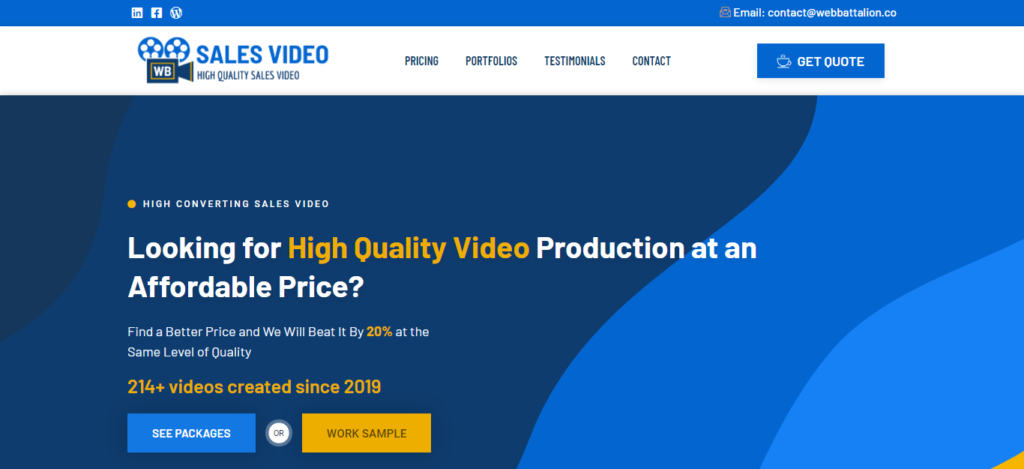 Email: contact@webbattalion.co
WB
SALES VIDEO
HIGH QUALITY SALES VIDEO
PRICING
PORTFOLIOS
TESTIMONIALS
CONTACT
GET QUOTE
HIGH CONVERTING SALES VIDEO
Looking for High Quality Video Production at an
Affordable Price?
Find a Better Price and We Will Beat It By 20% at the
Same Level of Quality
214+ videos created since 2019
SEE PACKAGES
OR
WORK SAMPLE